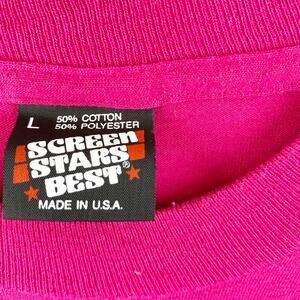 L 50% COTTON
50% POLYESTER
SCREEN
STARS
BEST®
MADE IN U.S.A.